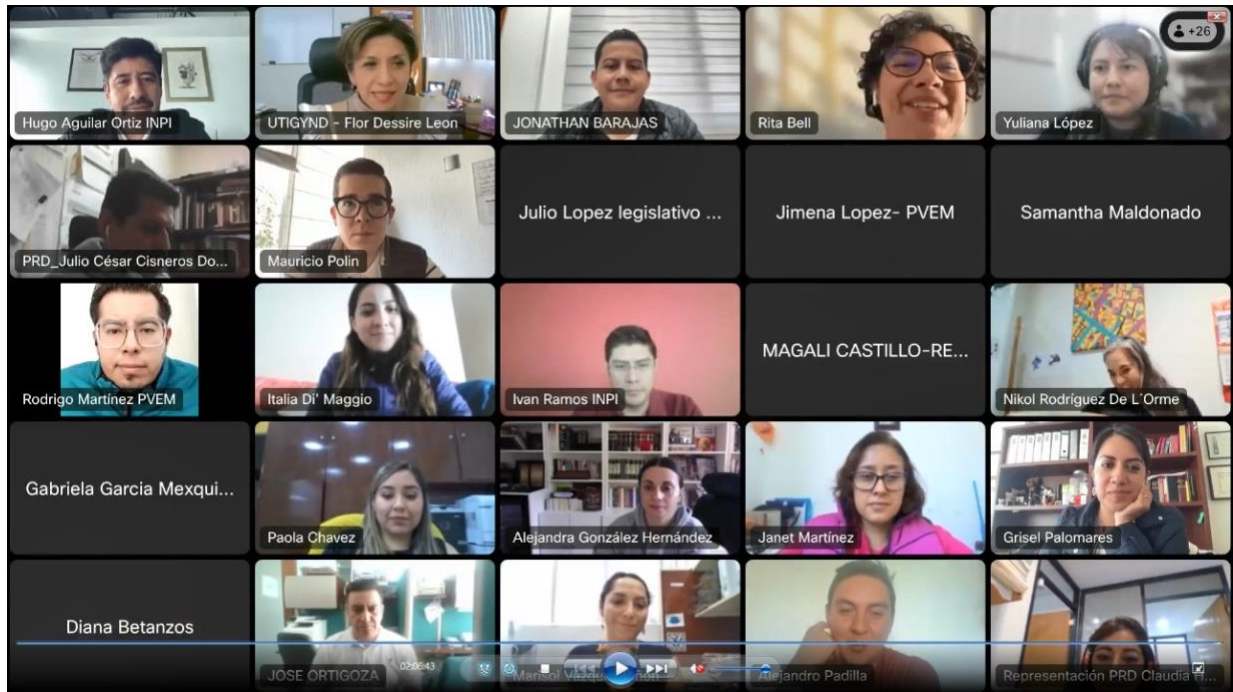 +26
Hugo Aguilar Ortiz INPI
UTIGYND - Flor Dessire Leon
JONATHAN BARAJAS
Rita Bell
Yuliana López
PRD_Julio César Cisneros Do...
Mauricio Polin
Julio Lopez legislativo ...
Jimena Lopez- PVEM
Samantha Maldonado
Rodrigo Martínez PVEM
Italia Di' Maggio
Ivan Ramos INPI
MAGALI CASTILLO-RE...
Nikol Rodríguez De L´Orme
Gabriela Garcia Mexqui...
Paola Chavez
Alejandra González Hernández
Janet Martínez
Grisel Palomares
Diana Betanzos
JOSE ORTIGOZA
02:06:43
Marisol Vázquez
Alejandro Padilla
Representación PRD Claudia